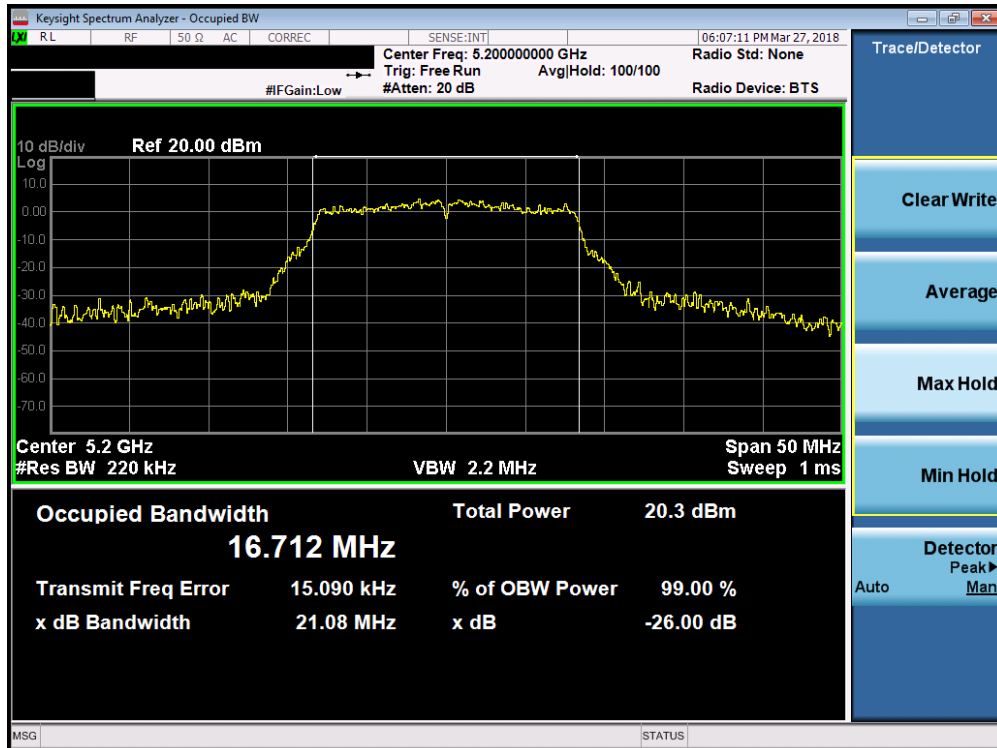 Keysight Spectrum Analyzer - Occupied BW
LXI RL RF 50 Ω AC CORREC SENSE:INT 06:07:11 PM Mar 27, 2018
Center Freq: 5.200000000 GHz Radio Std: None
Trig: Free Run Avg|Hold: 100/100
#IFGain:Low #Atten: 20 dB Radio Device: BTS
10 dB/div Ref 20.00 dBm
Log
10.0
0.00
-10.0
-20.0
-30.0
-40.0
-50.0
-60.0
-70.0
Center 5.2 GHz Span 50 MHz
#Res BW 220 kHz VBW 2.2 MHz Sweep 1 ms
Occupied Bandwidth Total Power 20.3 dBm
16.712 MHz
Transmit Freq Error 15.090 kHz % of OBW Power 99.00 %
x dB Bandwidth 21.08 MHz x dB -26.00 dB
MSG STATUS
Trace/Detector
Clear Write
Average
Max Hold
Min Hold
Detector
Peak▶
Auto Man